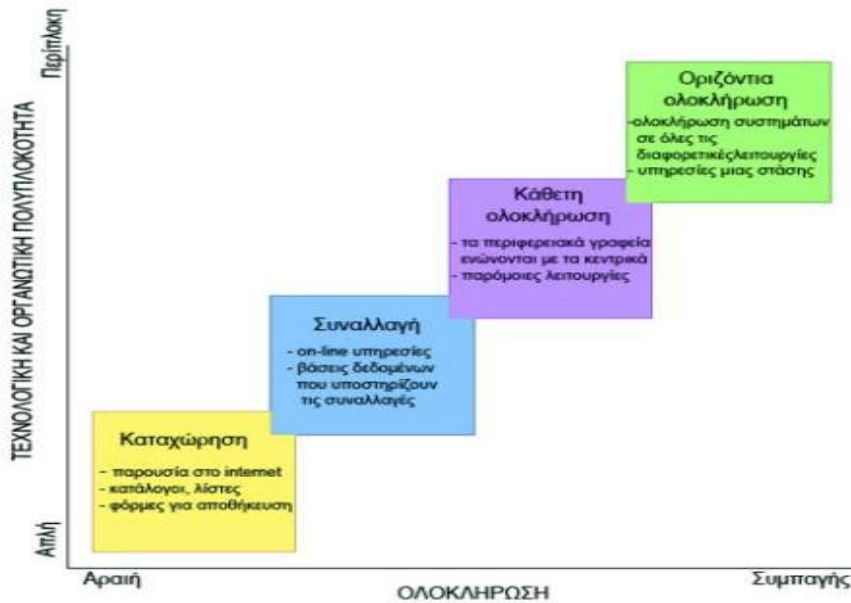 Περίπλοκη
ΤΕΧΝΟΛΟΓΙΚΗ ΚΑΙ ΟΡΓΑΝΩΤΙΚΗ ΠΟΛΥΠΛΟΚΟΤΗΤΑ
Απλή
Οριζόντια
ολοκλήρωση
-ολοκλήρωση συστημάτων
σε όλες τις
διαφορετικέςλειτουργίες
- υπηρεσίες μιας στάσης
Κάθετη
ολοκλήρωση
- τα περιφερειακά γραφεία
ενώνονται με τα κεντρικά
- παρόμοιες λειτουργίες
Συναλλαγή
- on-line υπηρεσίες
- βάσεις δεδομένων
που υποστηρίζουν
τις συναλλαγές
Καταχώρηση
- παρουσία στο internet
- κατάλογοι, λίστες
- φόρμες για αποθήκευση
Αραιή
ΟΛΟΚΛΗΡΩΣΗ
Συμπαγής